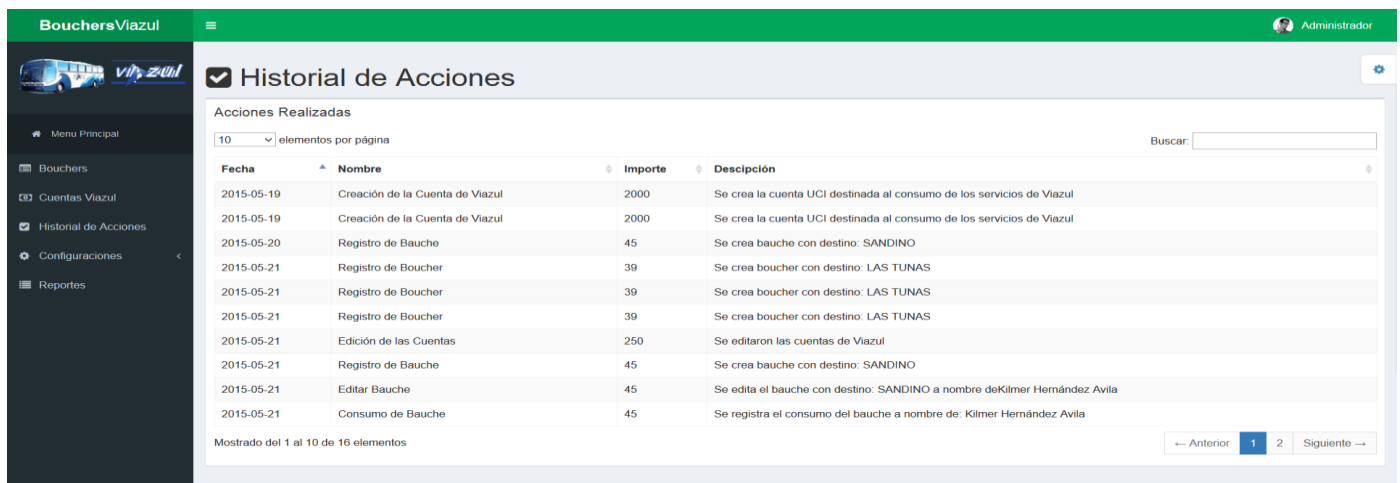 BouchersViazul
Administrador
viazul
Historial de Acciones
Menu Principal
Bouchers
Cuentas Viazul
Historial de Acciones
Configuraciones
Reportes
Acciones Realizadas
10 elementos por página
Buscar:
Fecha Nombre Importe Descipción
2015-05-19 Creación de la Cuenta de Viazul 2000 Se crea la cuenta UCI destinada al consumo de los servicios de Viazul
2015-05-19 Creación de la Cuenta de Viazul 2000 Se crea la cuenta UCI destinada al consumo de los servicios de Viazul
2015-05-20 Registro de Bauche 45 Se crea bauche con destino: SANDINO
2015-05-21 Registro de Boucher 39 Se crea boucher con destino: LAS TUNAS
2015-05-21 Registro de Boucher 39 Se crea boucher con destino: LAS TUNAS
2015-05-21 Registro de Boucher 39 Se crea boucher con destino: LAS TUNAS
2015-05-21 Edición de las Cuentas 250 Se editaron las cuentas de Viazul
2015-05-21 Registro de Bauche 45 Se crea bauche con destino: SANDINO
2015-05-21 Editar Bauche 45 Se edita el bauche con destino: SANDINO a nombre deKilmer Hernández Avila
2015-05-21 Consumo de Bauche 45 Se registra el consumo del bauche a nombre de: Kilmer Hernández Avila
Mostrado del 1 al 10 de 16 elementos
← Anterior 1 2 Siguiente →